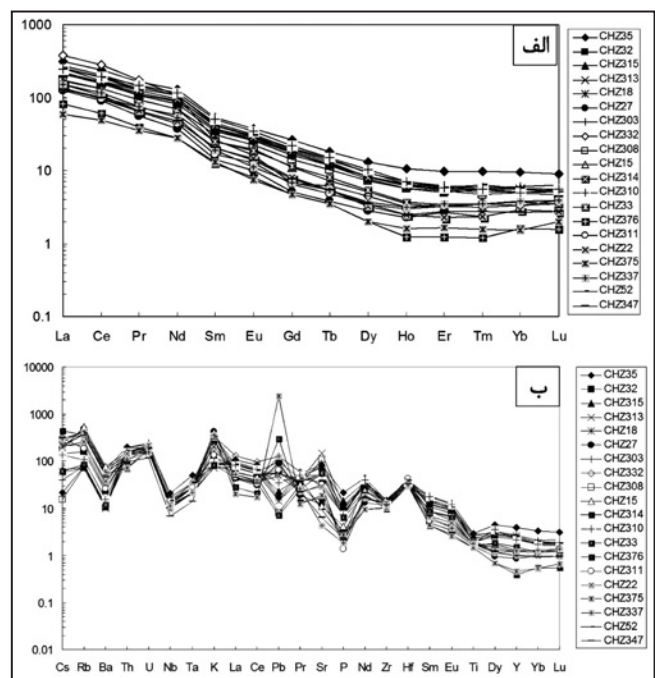 الف
1000
100
10
1
0.1
La Ce Pr Nd Sm Eu Gd Tb Dy Ho Er Tm Yb Lu
CHZ35
CHZ32
CHZ315
CHZ313
CHZ18
CHZ27
CHZ303
CHZ332
CHZ308
CHZ15
CHZ314
CHZ310
CHZ33
CHZ376
CHZ311
CHZ22
CHZ375
CHZ337
CHZ52
CHZ347
ب
10000
1000
100
10
1
0.1
0.01
Cs Rb Ba Th U Nb Ta K La Ce Pb Pr Sr P Nd Zr Hf Sm Eu Ti Dy Y Yb Lu
CHZ35
CHZ32
CHZ315
CHZ313
CHZ18
CHZ27
CHZ303
CHZ332
CHZ308
CHZ15
CHZ314
CHZ310
CHZ33
CHZ376
CHZ311
CHZ22
CHZ375
CHZ337
CHZ52
CHZ347